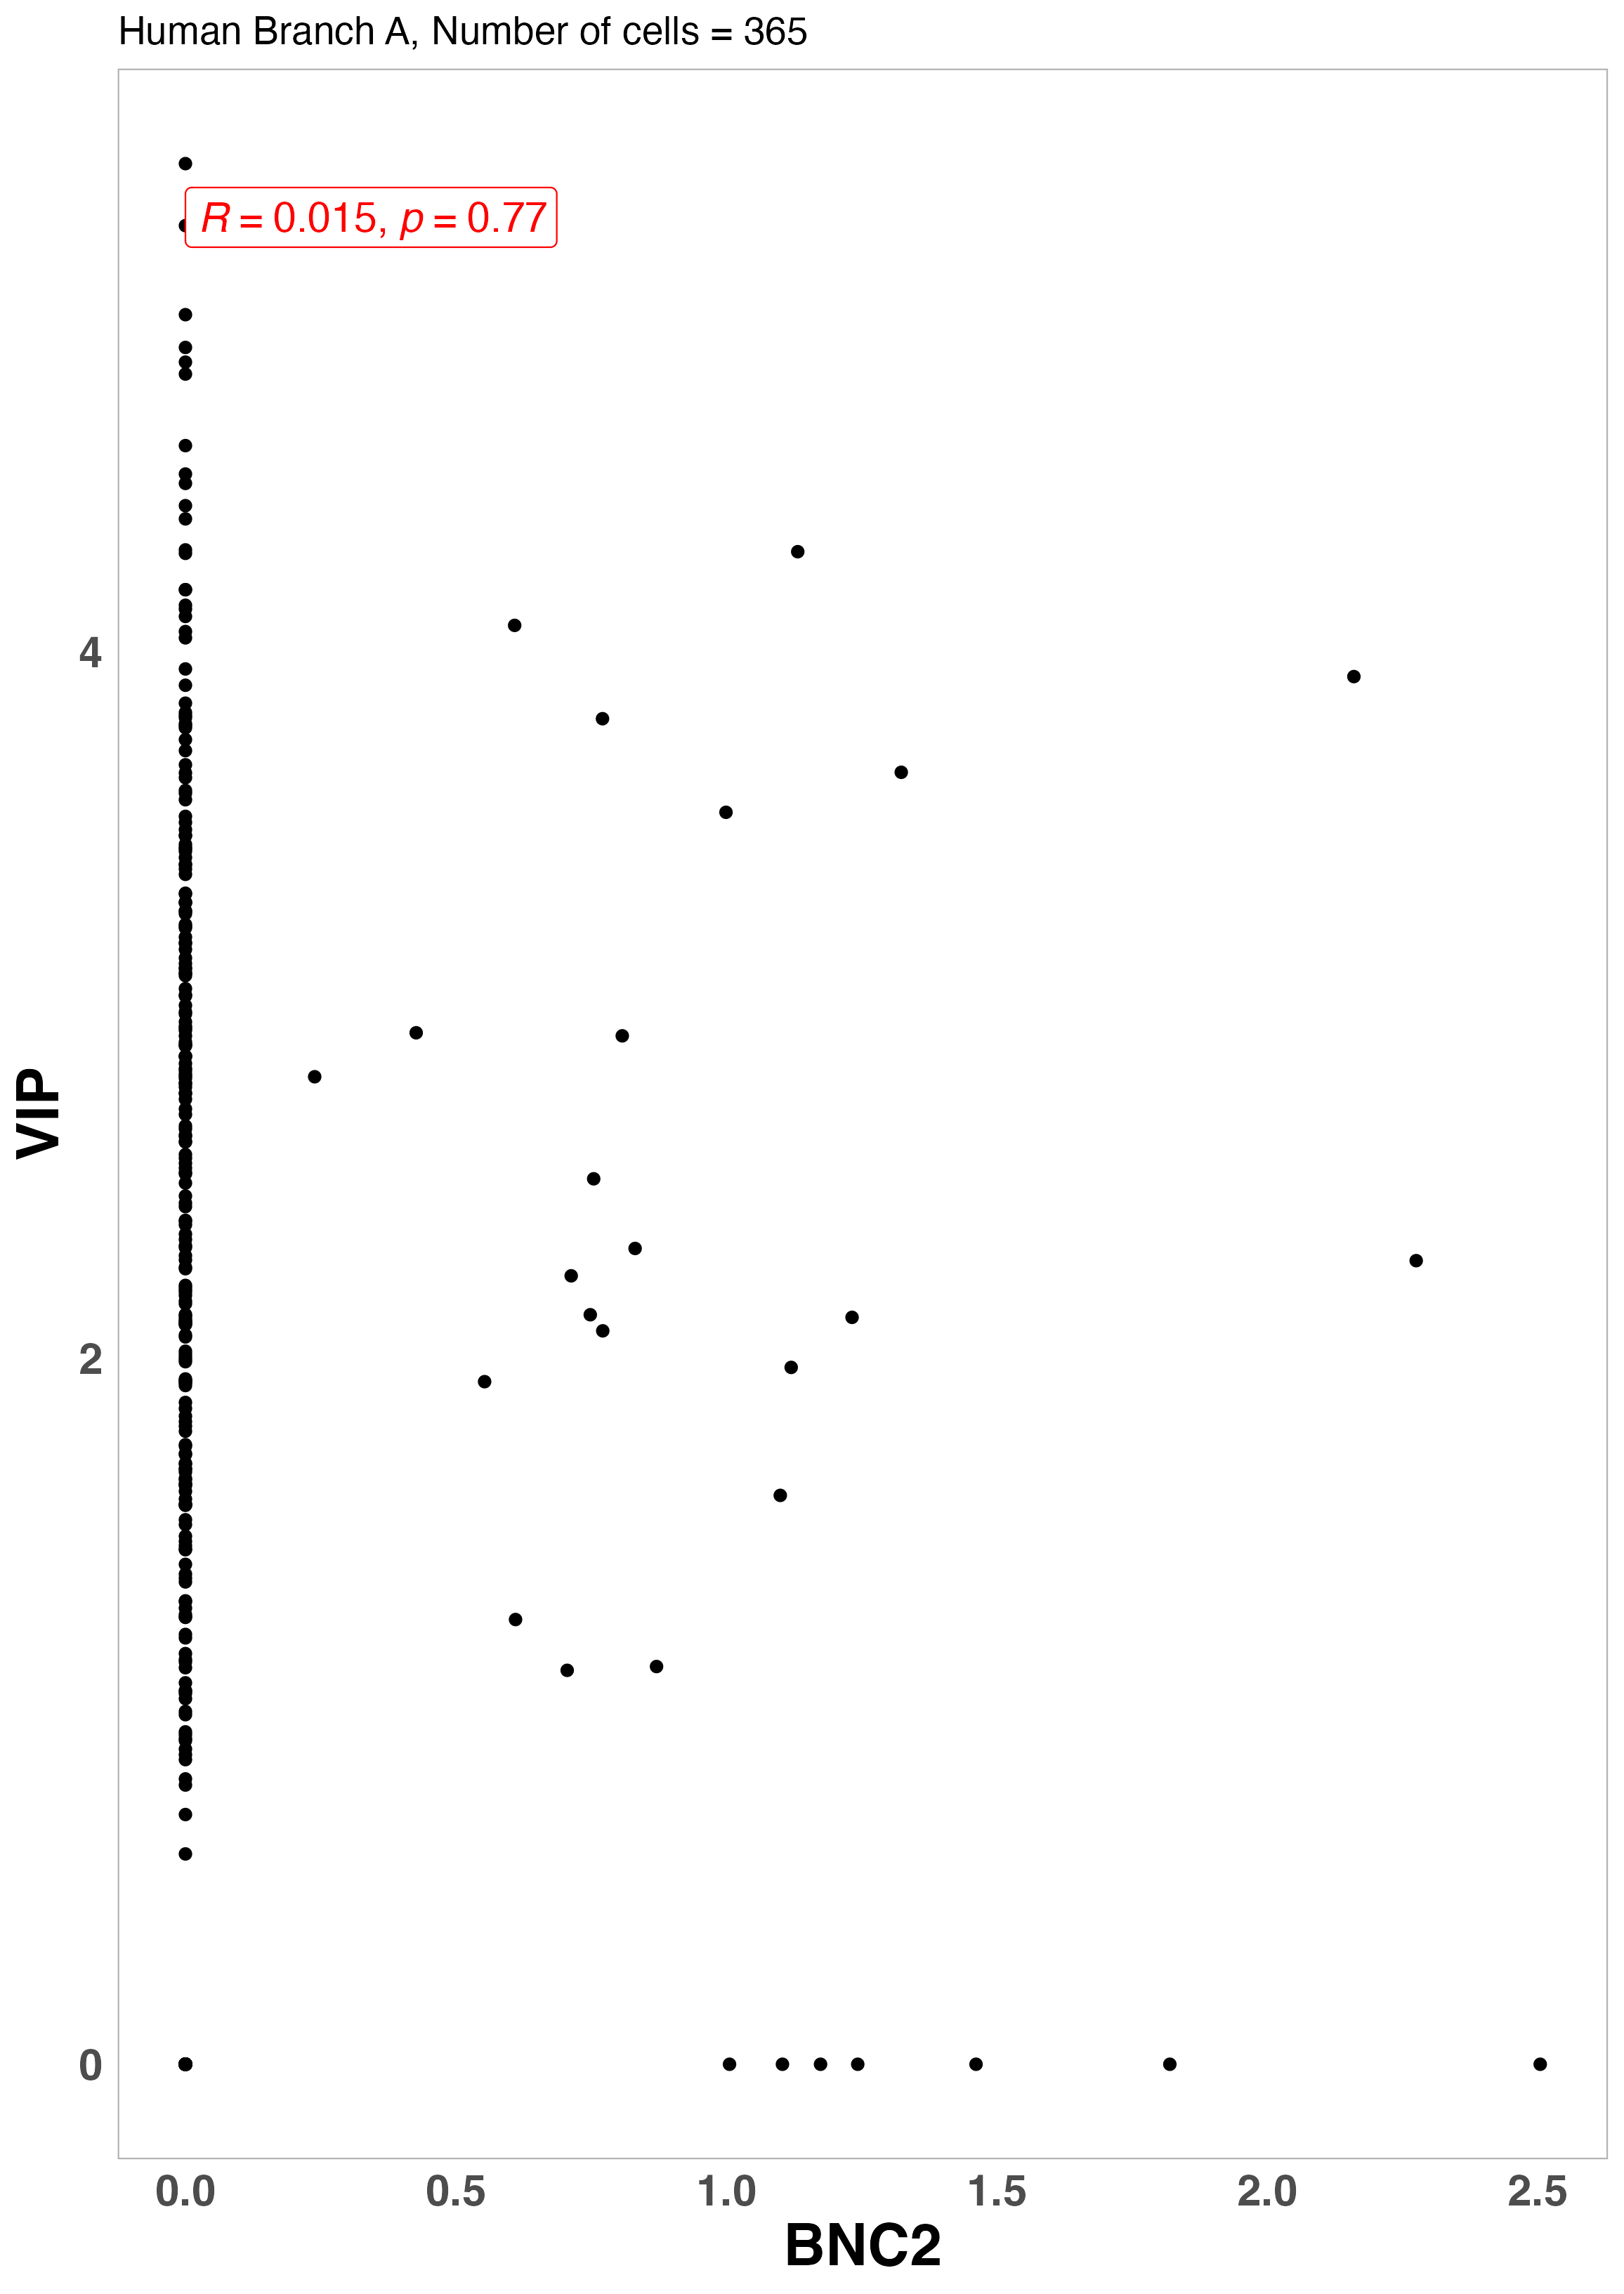 Human Branch A, Number of cells = 365
R = 0.015, p = 0.77
4
2
0
VIP
0.0 0.5 1.0 1.5 2.0 2.5
BNC2